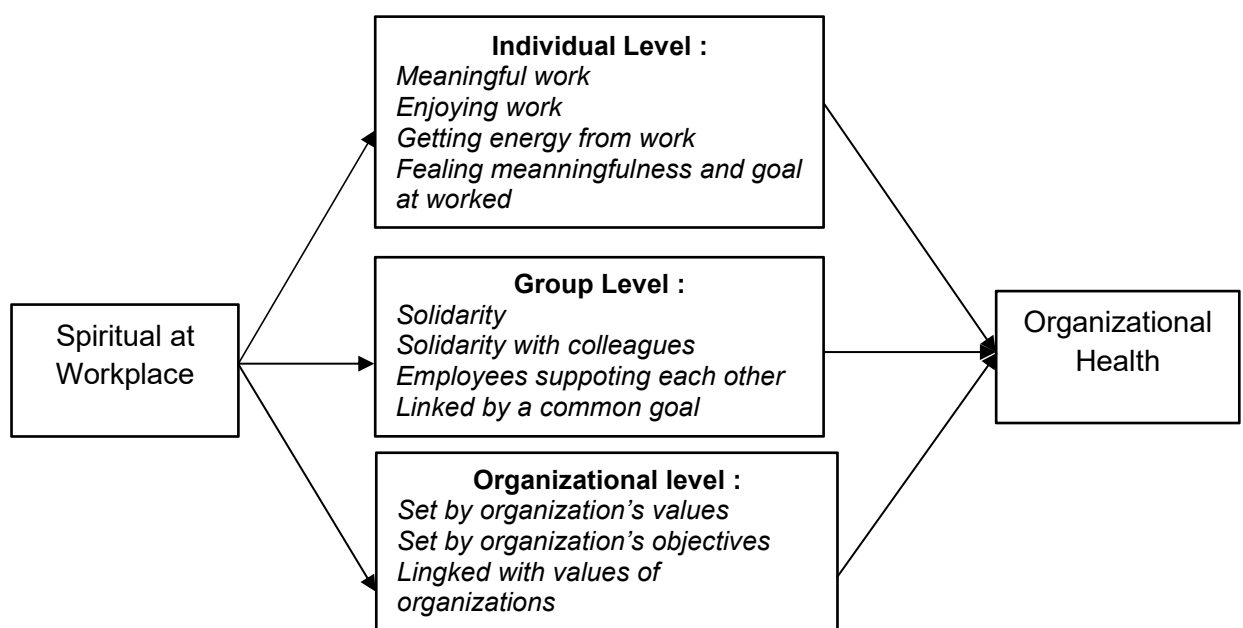 Individual Level :
Meaningful work
Enjoying work
Getting energy from work
Fealing meanningfulness and goal
at worked
Spiritual at
Workplace
Group Level :
Solidarity
Solidarity with colleagues
Employees suppoting each other
Linked by a common goal
Organizational
Health
Organizational level :
Set by organization’s values
Set by organization’s objectives
Lingked with values of
organizations